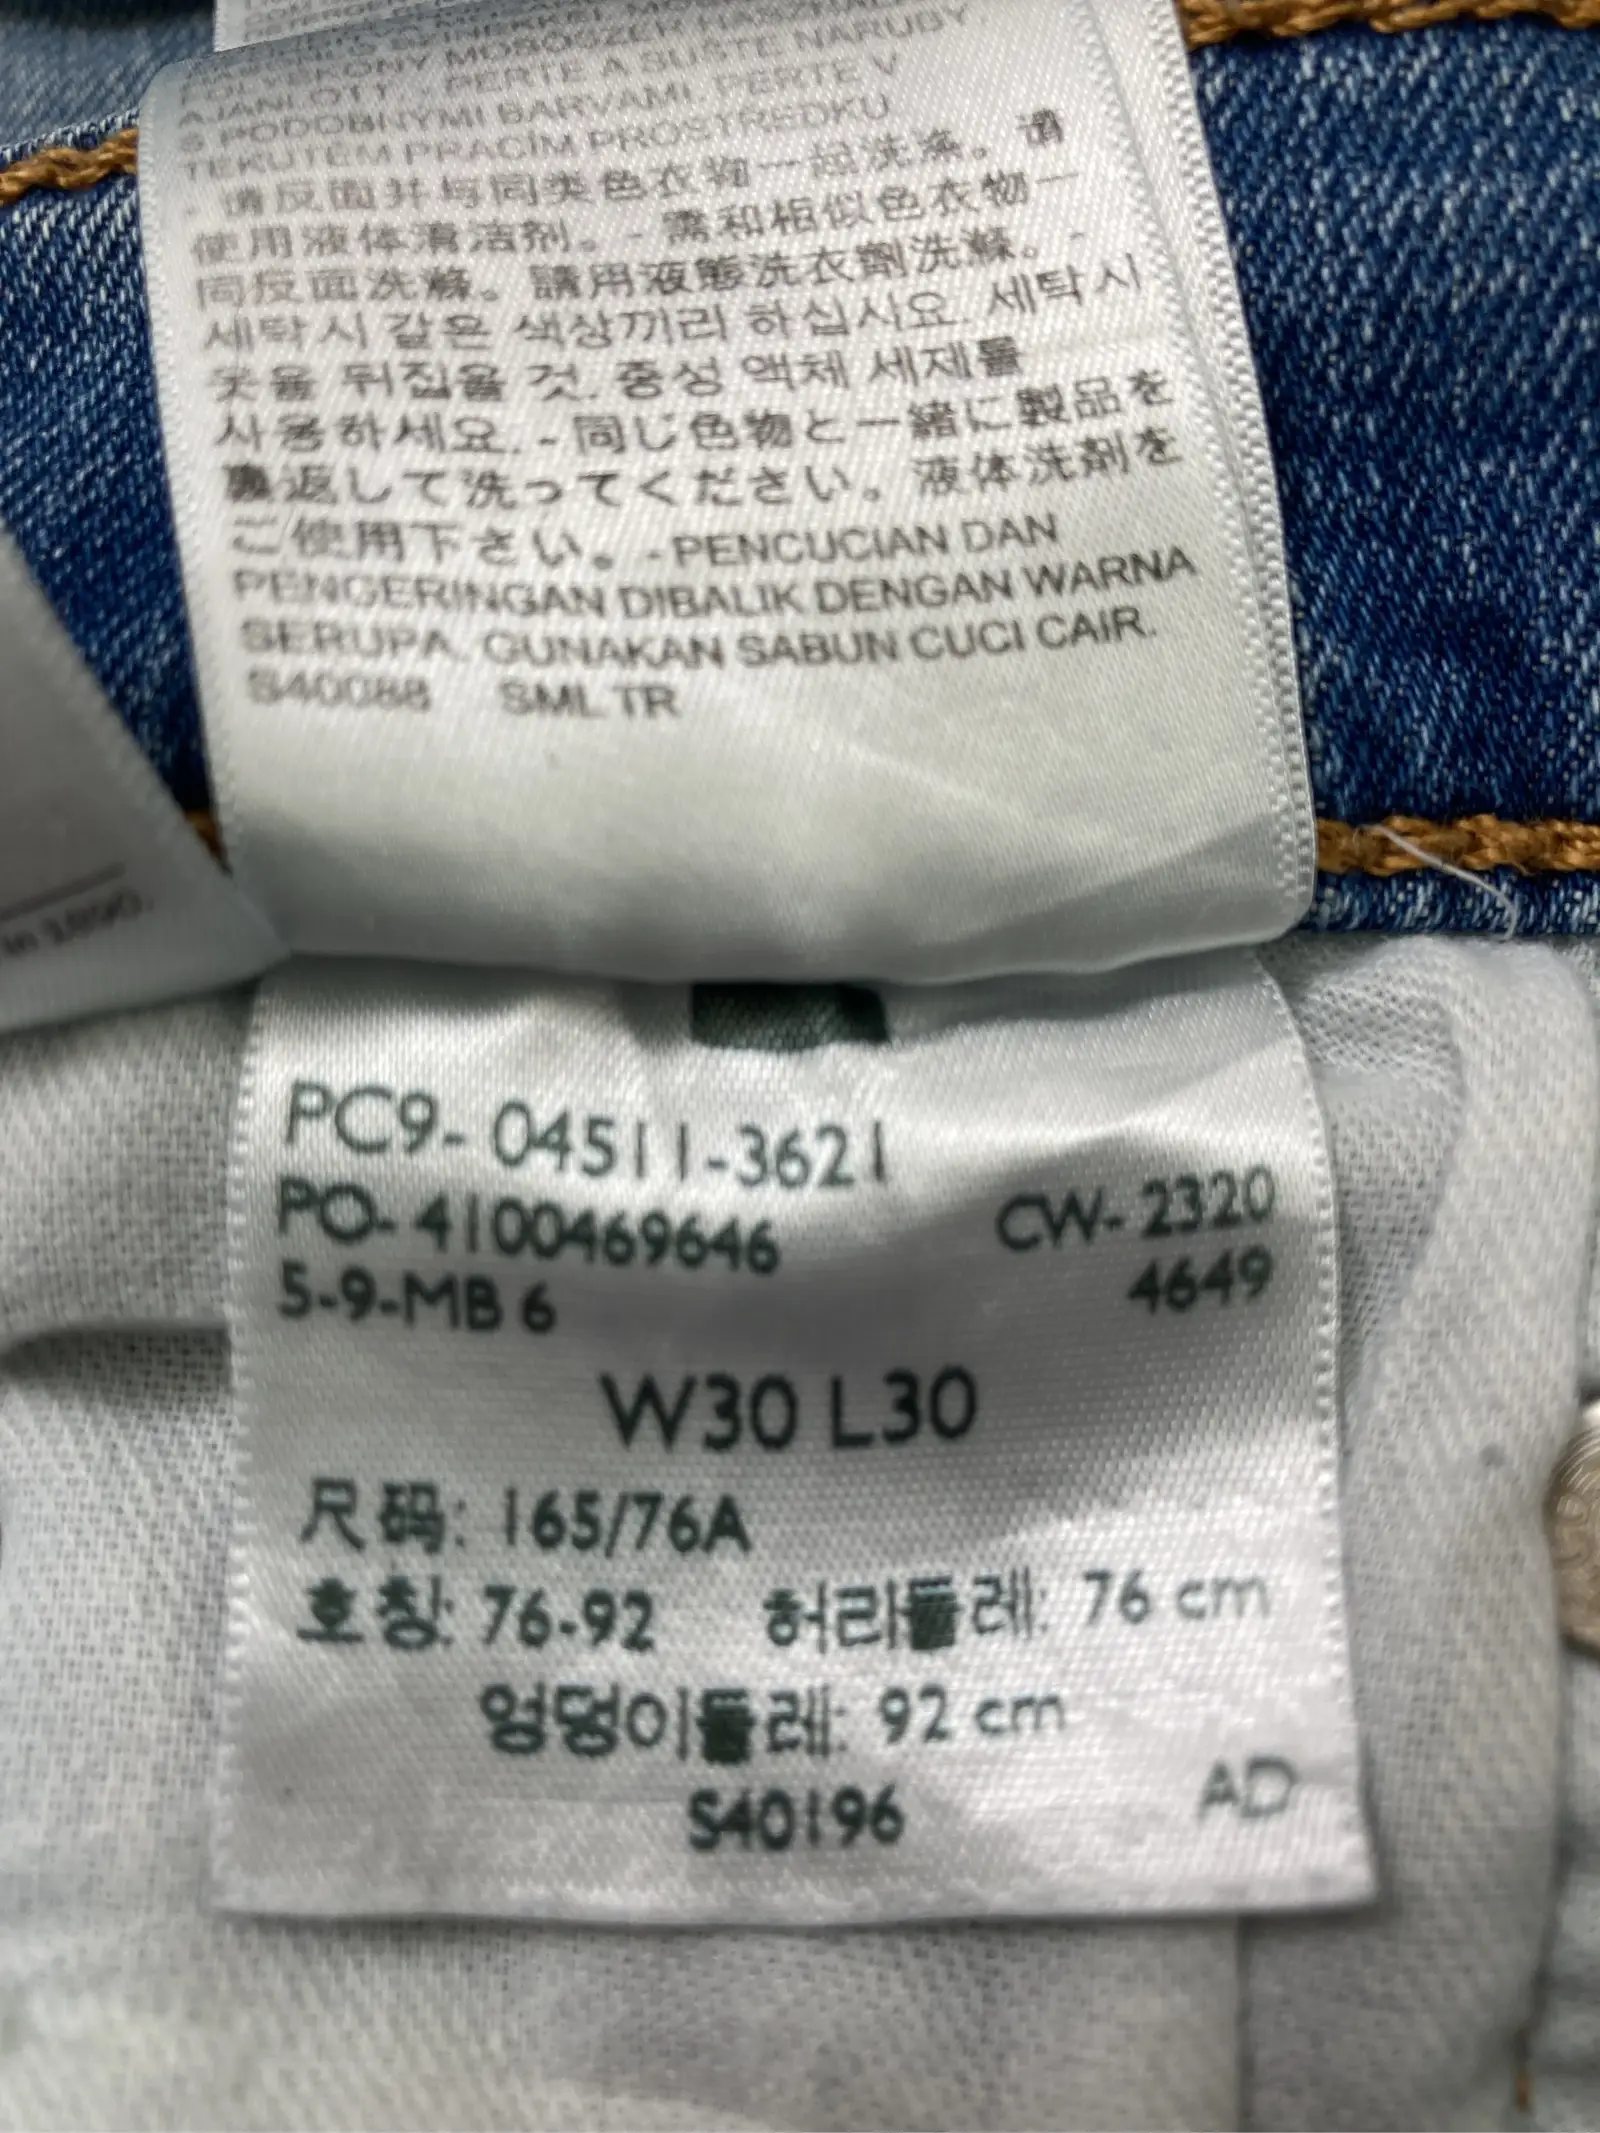 AJANLOTT. - PERTE A SUŠTE NARUBY,
S PODOBNÝMI BARVAMI. PERTE V
TEKUTÉM PRACÍM PROSTŘEDKU
. 请反面并与同类色衣物一起洗涤。请
使用液体清洁剂。- 需和相似色衣物一
同反面洗滌。請用液態洗衣劑洗滌。-
세탁시 같은 색상끼리 하십시요. 세탁시
옷을 뒤집을 것. 중성 액체 세제를
사용하세요. - 同じ色物と一緒に製品を
裏返して洗ってください。液体洗剤を
ご使用下さい。- PENCUCIAN DAN
PENGERINGAN DIBALIK DENGAN WARNA
SERUPA. GUNAKAN SABUN CUCI CAIR.
S40088 SML TR
in 1890.
PC9- 04511-3621
PO- 4100469646 CW- 2320
5-9-MB 6 4649
W30 L30
尺码: 165/76A
호칭: 76-92 허리둘레: 76 cm
엉덩이둘레: 92 cm
S40196 AD